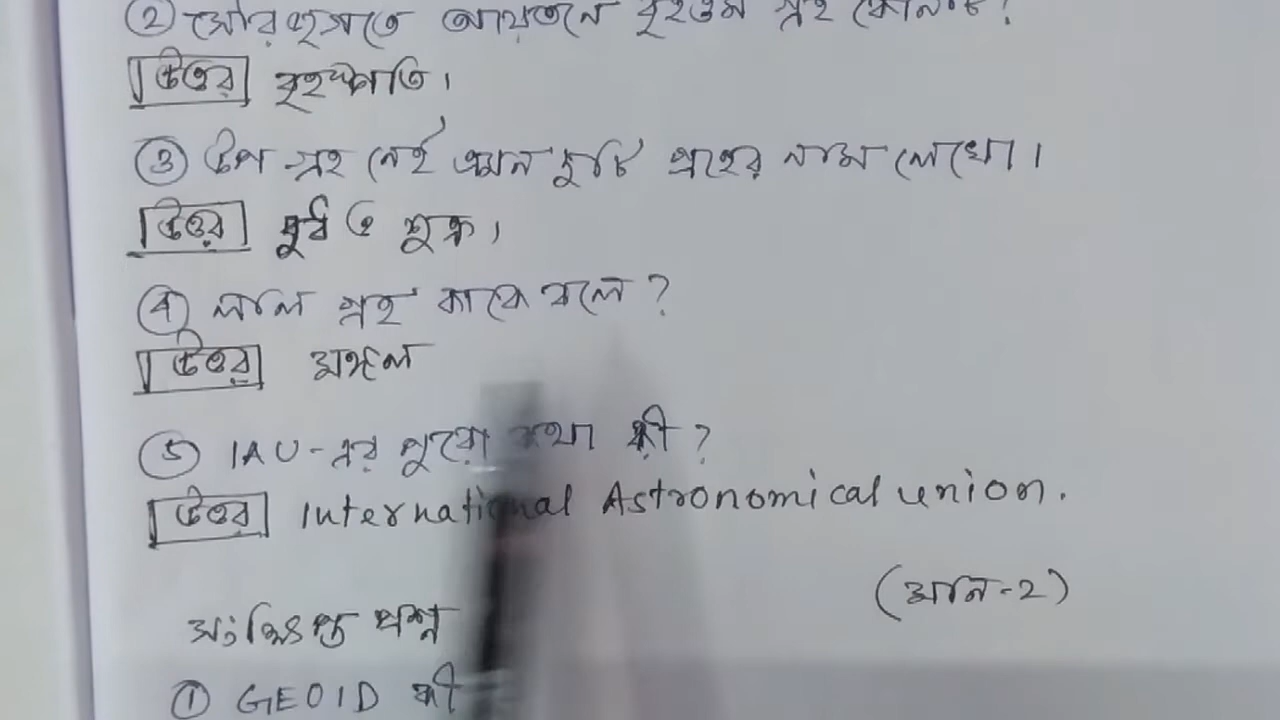 ② সৌরজগতে আয়তনে বৃহত্তম গ্রহ কোনটি?
উত্তর বৃহস্পতি।
③ উপগ্রহ নেই এমন দুটি গ্রহের নাম লেখো।
উত্তর বুধ ও শুক্র।
④ লাল গ্রহ কাকে বলে?
উত্তর মঙ্গল
⑤ IAU-এর পুরো কথা কী?
উত্তর International Astronomical union.
(মান-2)
সংক্ষিপ্ত প্রশ্ন
① GEOID কী